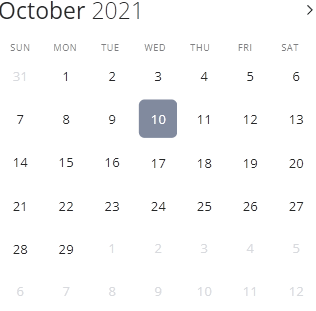 October 2021
SUN MON TUE WED THU FRI SAT
31 1 2 3 4 5 6
7 8 9 10 11 12 13
14 15 16 17 18 19 20
21 22 23 24 25 26 27
28 29 1 2 3 4 5
6 7 8 9 10 11 12